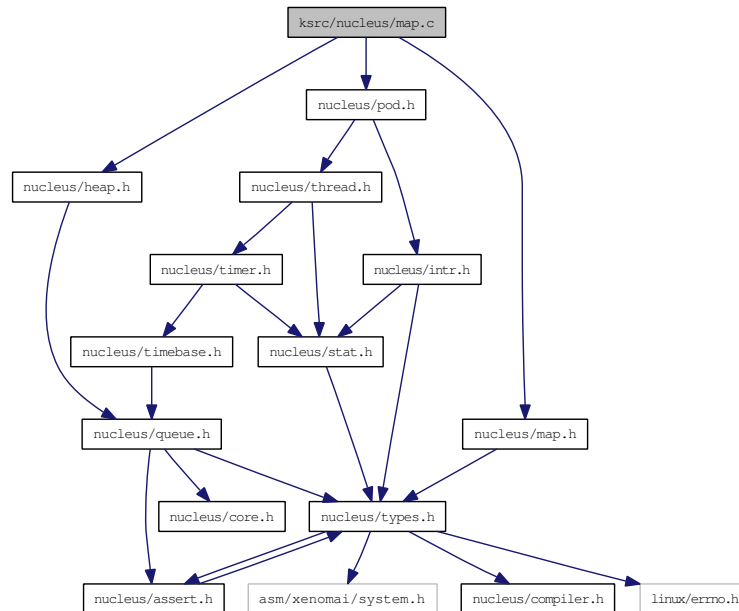 ksrc/nucleus/map.c
nucleus/pod.h
nucleus/heap.h
nucleus/thread.h
nucleus/timer.h
nucleus/intr.h
nucleus/timebase.h
nucleus/stat.h
nucleus/queue.h
nucleus/map.h
nucleus/core.h
nucleus/types.h
nucleus/assert.h
asm/xenomai/system.h
nucleus/compiler.h
linux/errno.h